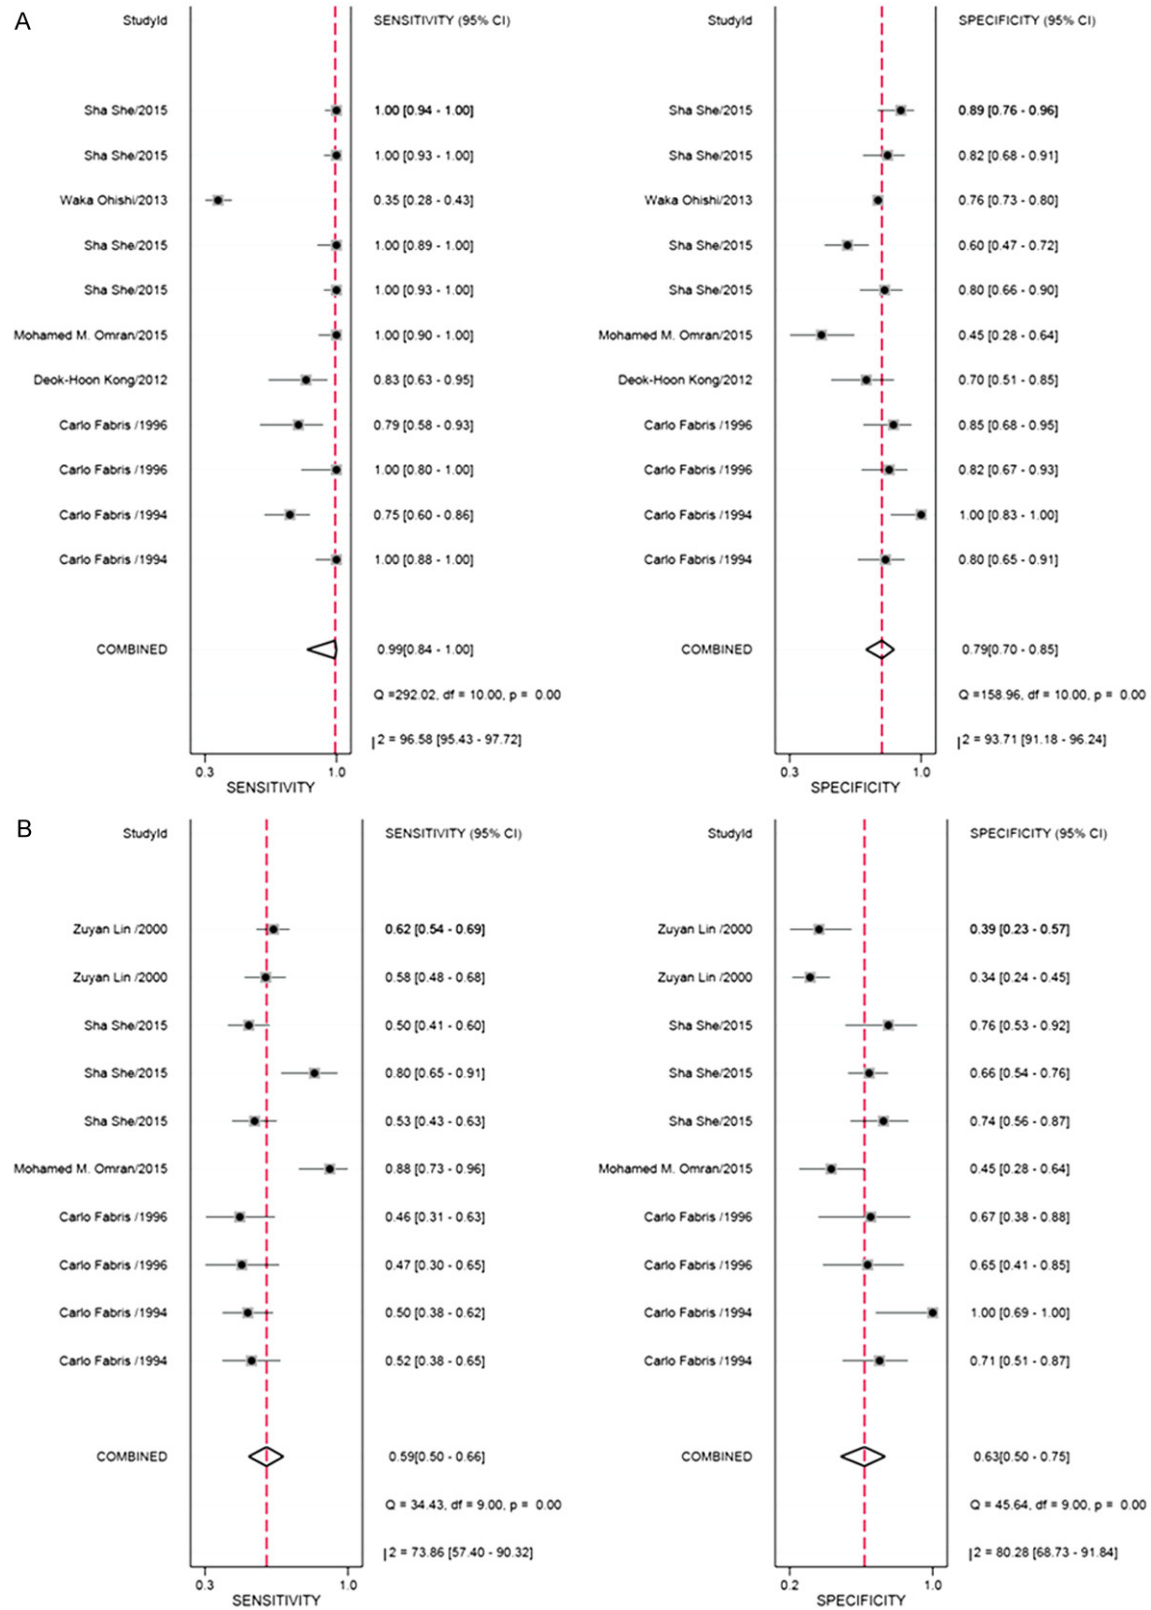 A
StudyId SENSITIVITY (95% CI) StudyId SPECIFICITY (95% CI)
Sha She/2015 1.00 [0.94 - 1.00] Sha She/2015 0.89 [0.76 - 0.96]
Sha She/2015 1.00 [0.93 - 1.00] Sha She/2015 0.82 [0.68 - 0.91]
Waka Ohishi/2013 0.35 [0.28 - 0.43] Waka Ohishi/2013 0.76 [0.73 - 0.80]
Sha She/2015 1.00 [0.89 - 1.00] Sha She/2015 0.60 [0.47 - 0.72]
Sha She/2015 1.00 [0.93 - 1.00] Sha She/2015 0.80 [0.66 - 0.90]
Mohamed M. Omran/2015 1.00 [0.90 - 1.00] Mohamed M. Omran/2015 0.45 [0.28 - 0.64]
Deok-Hoon Kong/2012 0.83 [0.63 - 0.95] Deok-Hoon Kong/2012 0.70 [0.51 - 0.85]
Carlo Fabris /1996 0.79 [0.58 - 0.93] Carlo Fabris /1996 0.85 [0.68 - 0.95]
Carlo Fabris /1996 1.00 [0.80 - 1.00] Carlo Fabris /1996 0.82 [0.67 - 0.93]
Carlo Fabris /1994 0.75 [0.60 - 0.86] Carlo Fabris /1994 1.00 [0.83 - 1.00]
Carlo Fabris /1994 1.00 [0.88 - 1.00] Carlo Fabris /1994 0.80 [0.65 - 0.91]
COMBINED 0.99[0.84 - 1.00] COMBINED 0.79[0.70 - 0.85]
Q =292.02, df = 10.00, p = 0.00 Q =158.96, df = 10.00, p = 0.00
I2 = 96.58 [95.43 - 97.72] I2 = 93.71 [91.18 - 96.24]
0.3 1.0 0.3 1.0
SENSITIVITY SPECIFICITY
B
StudyId SENSITIVITY (95% CI) StudyId SPECIFICITY (95% CI)
Zuyan Lin /2000 0.62 [0.54 - 0.69] Zuyan Lin /2000 0.39 [0.23 - 0.57]
Zuyan Lin /2000 0.58 [0.48 - 0.68] Zuyan Lin /2000 0.34 [0.24 - 0.45]
Sha She/2015 0.50 [0.41 - 0.60] Sha She/2015 0.76 [0.53 - 0.92]
Sha She/2015 0.80 [0.65 - 0.91] Sha She/2015 0.66 [0.54 - 0.76]
Sha She/2015 0.53 [0.43 - 0.63] Sha She/2015 0.74 [0.56 - 0.87]
Mohamed M. Omran/2015 0.88 [0.73 - 0.96] Mohamed M. Omran/2015 0.45 [0.28 - 0.64]
Carlo Fabris /1996 0.46 [0.31 - 0.63] Carlo Fabris /1996 0.67 [0.38 - 0.88]
Carlo Fabris /1996 0.47 [0.30 - 0.65] Carlo Fabris /1996 0.65 [0.41 - 0.85]
Carlo Fabris /1994 0.50 [0.38 - 0.62] Carlo Fabris /1994 1.00 [0.69 - 1.00]
Carlo Fabris /1994 0.52 [0.38 - 0.65] Carlo Fabris /1994 0.71 [0.51 - 0.87]
COMBINED 0.59[0.50 - 0.66] COMBINED 0.63[0.50 - 0.75]
Q = 34.43, df = 9.00, p = 0.00 Q = 45.64, df = 9.00, p = 0.00
I2 = 73.86 [57.40 - 90.32] I2 = 80.28 [68.73 - 91.84]
0.3 1.0 0.2 1.0
SENSITIVITY SPECIFICITY